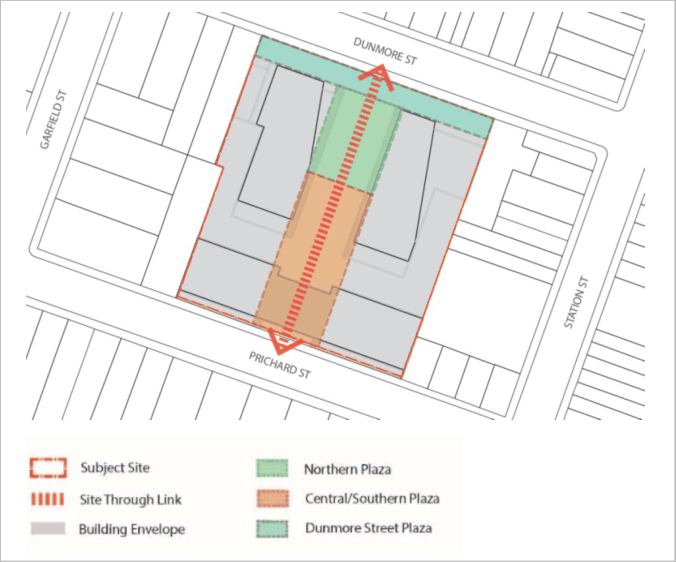 DUNMORE ST
GARFIELD ST
STATION ST
PRICHARD ST
Subject Site
Northern Plaza
Site Through Link
Central/Southern Plaza
Building Envelope
Dunmore Street Plaza